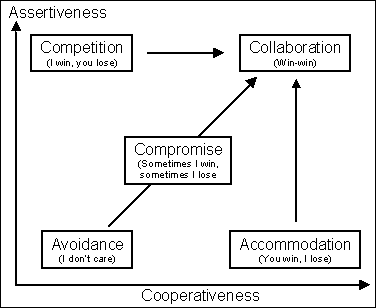 Assertiveness
Competition
(I win, you lose)
Collaboration
(Win-win)
Compromise
(Sometimes I win,
sometimes I lose
Avoidance
(I don't care)
Accommodation
(You win, I lose)
Cooperativeness